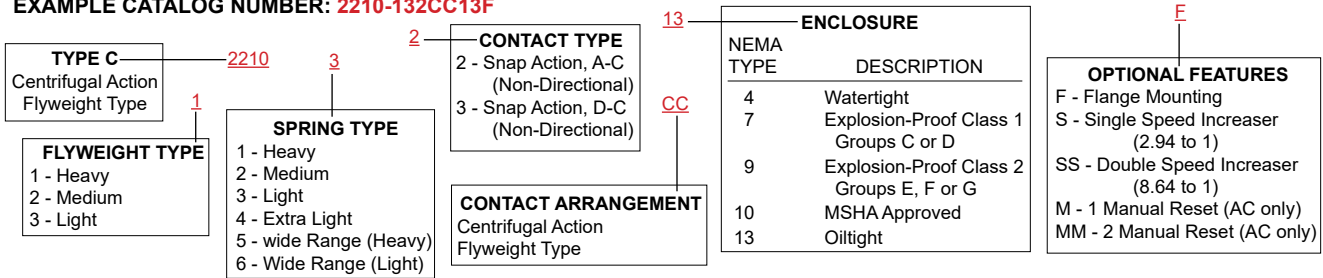 EXAMPLE CATALOG NUMBER: 2210-132CC13F
TYPE C
Centrifugal Action
Flyweight Type
2210
1
FLYWEIGHT TYPE
1 - Heavy
2 - Medium
3 - Light
3
SPRING TYPE
1 - Heavy
2 - Medium
3 - Light
4 - Extra Light
5 - wide Range (Heavy)
6 - Wide Range (Light)
2
CONTACT TYPE
2 - Snap Action, A-C
(Non-Directional)
3 - Snap Action, D-C
(Non-Directional)
CC
CONTACT ARRANGEMENT
Centrifugal Action
Flyweight Type
13
ENCLOSURE
NEMA
TYPE DESCRIPTION
4 Watertight
7 Explosion-Proof Class 1
Groups C or D
9 Explosion-Proof Class 2
Groups E, F or G
10 MSHA Approved
13 Oiltight
F
OPTIONAL FEATURES
F - Flange Mounting
S - Single Speed Increaser
(2.94 to 1)
SS - Double Speed Increaser
(8.64 to 1)
M - 1 Manual Reset (AC only)
MM - 2 Manual Reset (AC only)